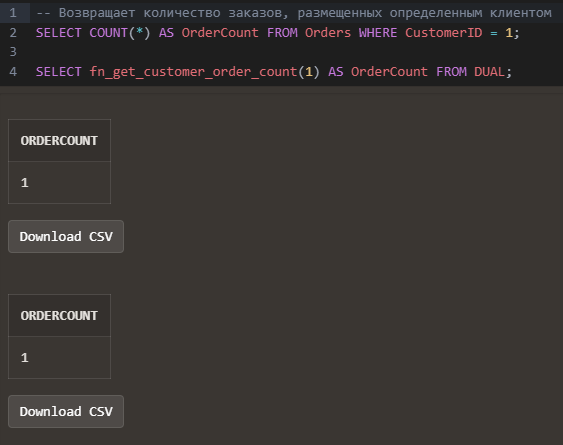 1 -- Возвращает количество заказов, размещенных определенным клиентом
2 SELECT COUNT(*) AS OrderCount FROM Orders WHERE CustomerID = 1;
3
4 SELECT fn_get_customer_order_count(1) AS OrderCount FROM DUAL;
ORDERCOUNT
1
Download CSV
ORDERCOUNT
1
Download CSV